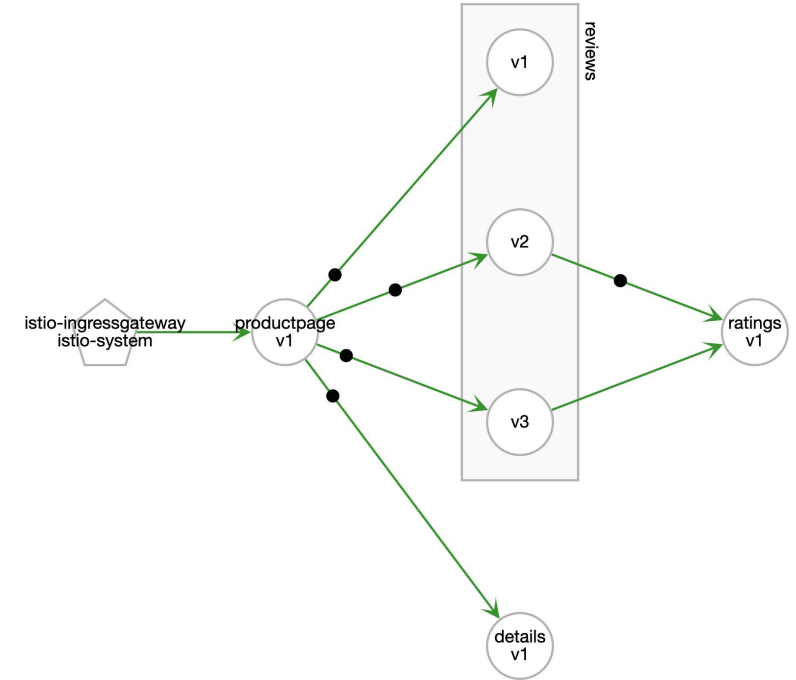 v1
reviews
v2
istio-ingressgateway
istio-system
productpage
v1
ratings
v1
v3
details
v1